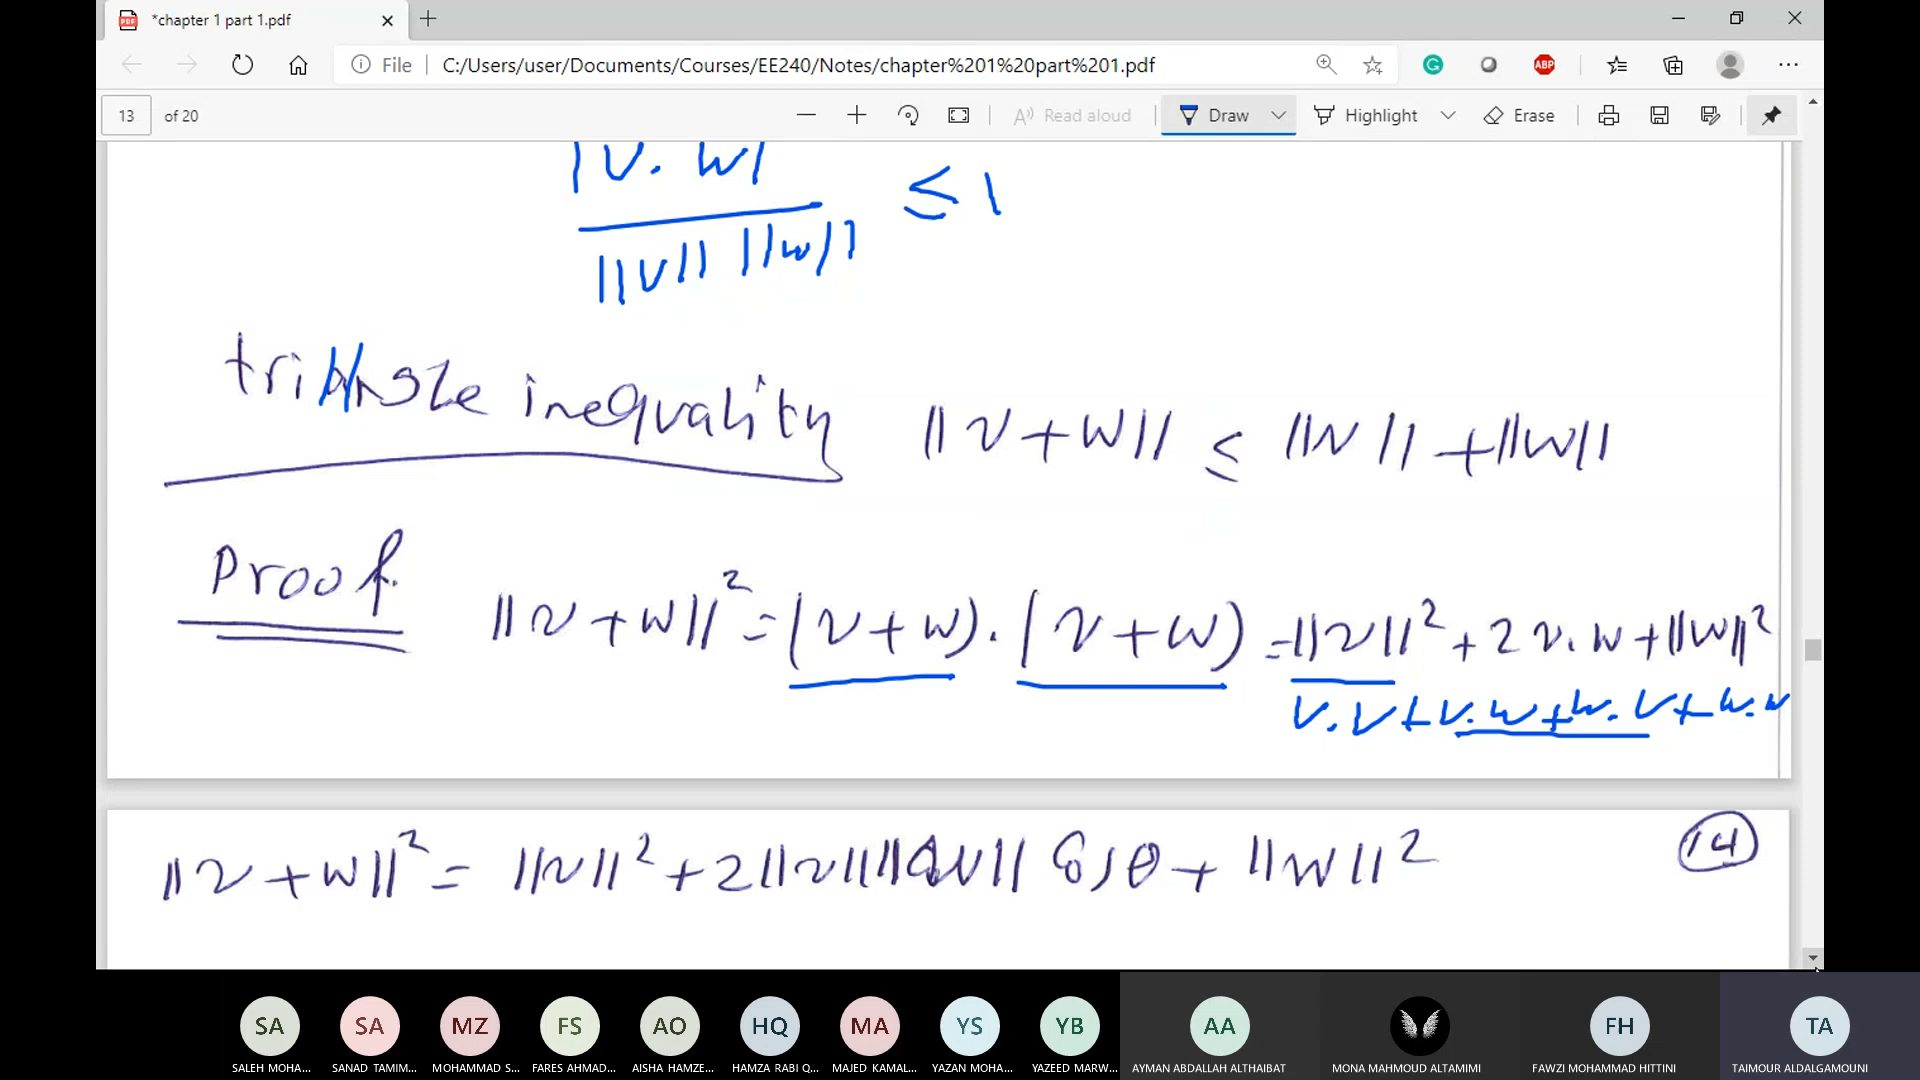 *chapter 1 part 1.pdf
File C:/Users/user/Documents/Courses/EE240/Notes/chapter%201%20part%201.pdf
13 of 20 Read aloud Draw Highlight Erase
|v. w|
‖v‖ ‖w‖ ≤ 1
triangle inequality ‖v+w‖ ≤ ‖v‖ + ‖w‖
Proof ‖v+w‖² = (v+w).(v+w) = ‖v‖² + 2 v. w + ‖w‖²
v. v + v. w + w. v + w. w
14
‖v+w‖² = ‖v‖² + 2‖v‖‖w‖ Cosθ + ‖w‖²
SA SA MZ FS AO HQ MA YS YB AA FH TA
SALEH MOHA... SANAD TAMIM... MOHAMMAD S... FARES AHMAD... AISHA HAMZE... HAMZA RABI Q... MAJED KAMAL... YAZAN MOHA... YAZEED MARW... AYMAN ABDALLAH ALTHAIBAT MONA MAHMOUD ALTAMIMI FAWZI MOHAMMAD HITTINI TAIMOUR ALDALGAMOUNI